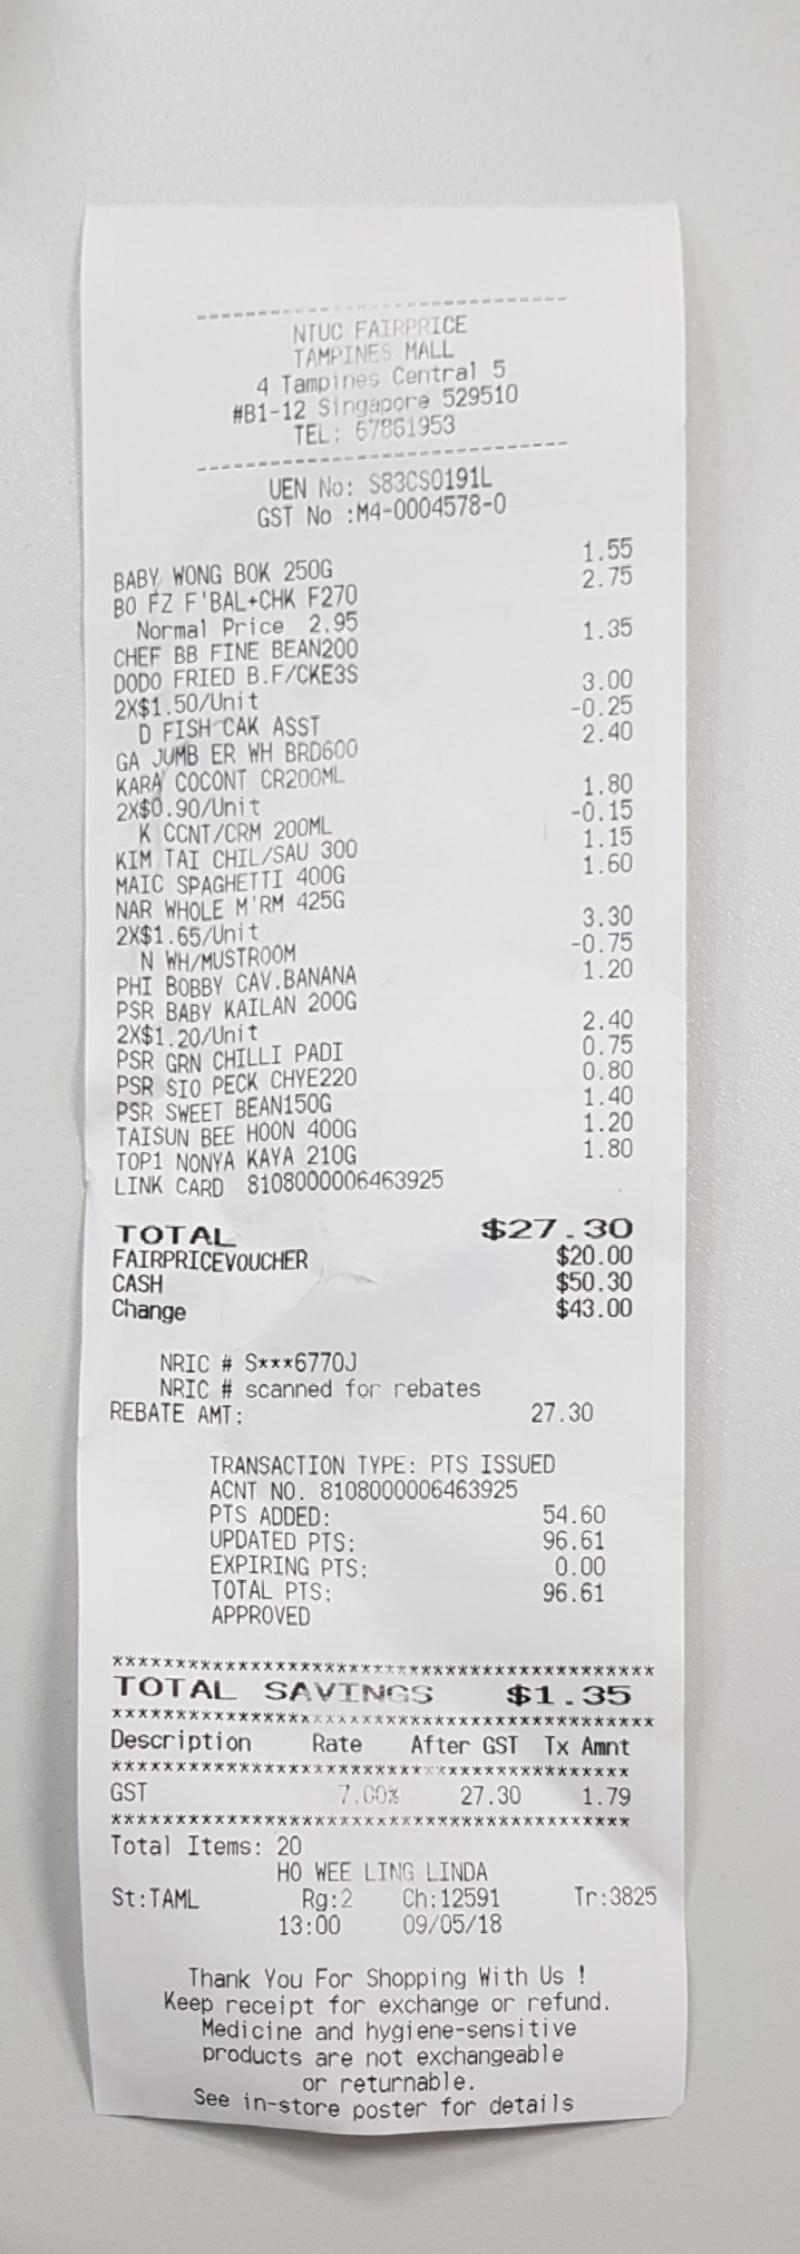 NTUC FAIRPRICE
TAMPINES MALL
4 Tampines Central 5
#B1-12 Singapore 529510
TEL: 67861953
UEN No: S83CS0191L
GST No :M4-0004578-0
BABY WONG BOK 250G 1.55
BO FZ F'BAL+CHK F270 2.75
Normal Price 2.95
CHEF BB FINE BEAN200 1.35
DODO FRIED B.F/CKE3S
2X$1.50/Unit 3.00
D FISH CAK ASST -0.25
GA JUMB ER WH BRD600 2.40
KARA COCONT CR200ML
2X$0.90/Unit 1.80
K CCNT/CRM 200ML -0.15
KIM TAI CHIL/SAU 300 1.15
MAIC SPAGHETTI 400G 1.60
NAR WHOLE M'RM 425G
2X$1.65/Unit 3.30
N WH/MUSTROOM -0.75
PHI BOBBY CAV.BANANA 1.20
PSR BABY KAILAN 200G
2X$1.20/Unit 2.40
PSR GRN CHILLI PADI 0.75
PSR SIO PECK CHYE220 0.80
PSR SWEET BEAN150G 1.40
TAISUN BEE HOON 400G 1.20
TOP1 NONYA KAYA 210G 1.80
LINK CARD 8108000006463925
TOTAL $27.30
FAIRPRICEVOUCHER $20.00
CASH $50.30
Change $43.00
NRIC # S***6770J
NRIC # scanned for rebates
REBATE AMT: 27.30
TRANSACTION TYPE: PTS ISSUED
ACNT NO. 8108000006463925
PTS ADDED: 54.60
UPDATED PTS: 96.61
EXPIRING PTS: 0.00
TOTAL PTS: 96.61
APPROVED
******************************************
TOTAL SAVINGS $1.35
******************************************
Description Rate After GST Tx Amnt
****************************************
GST 7.00% 27.30 1.79
****************************************
Total Items: 20
HO WEE LING LINDA
St:TAML Rg:2 Ch:12591 Tr:3825
13:00 09/05/18
Thank You For Shopping With Us !
Keep receipt for exchange or refund.
Medicine and hygiene-sensitive
products are not exchangeable
or returnable.
See in-store poster for details